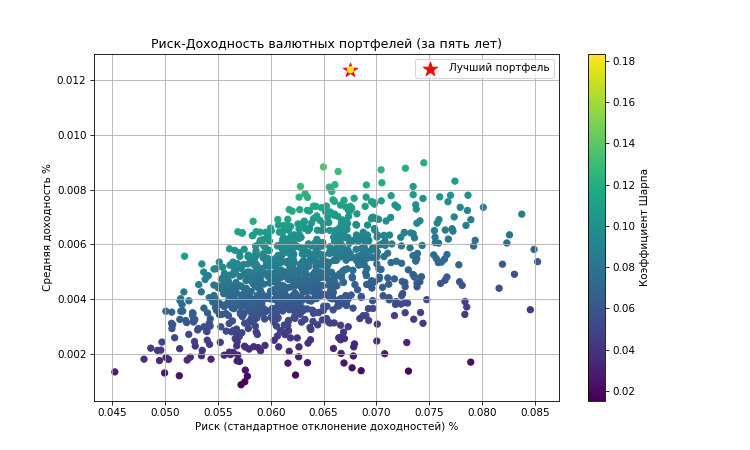 Риск-Доходность валютных портфелей (за пять лет)
Лучший портфель
Средняя доходность %
0.012
0.010
0.008
0.006
0.004
0.002
0.045 0.050 0.055 0.060 0.065 0.070 0.075 0.080 0.085
Риск (стандартное отклонение доходностей) %
0.18
0.16
0.14
0.12
0.10
0.08
0.06
0.04
0.02
Коэффициент Шарпа